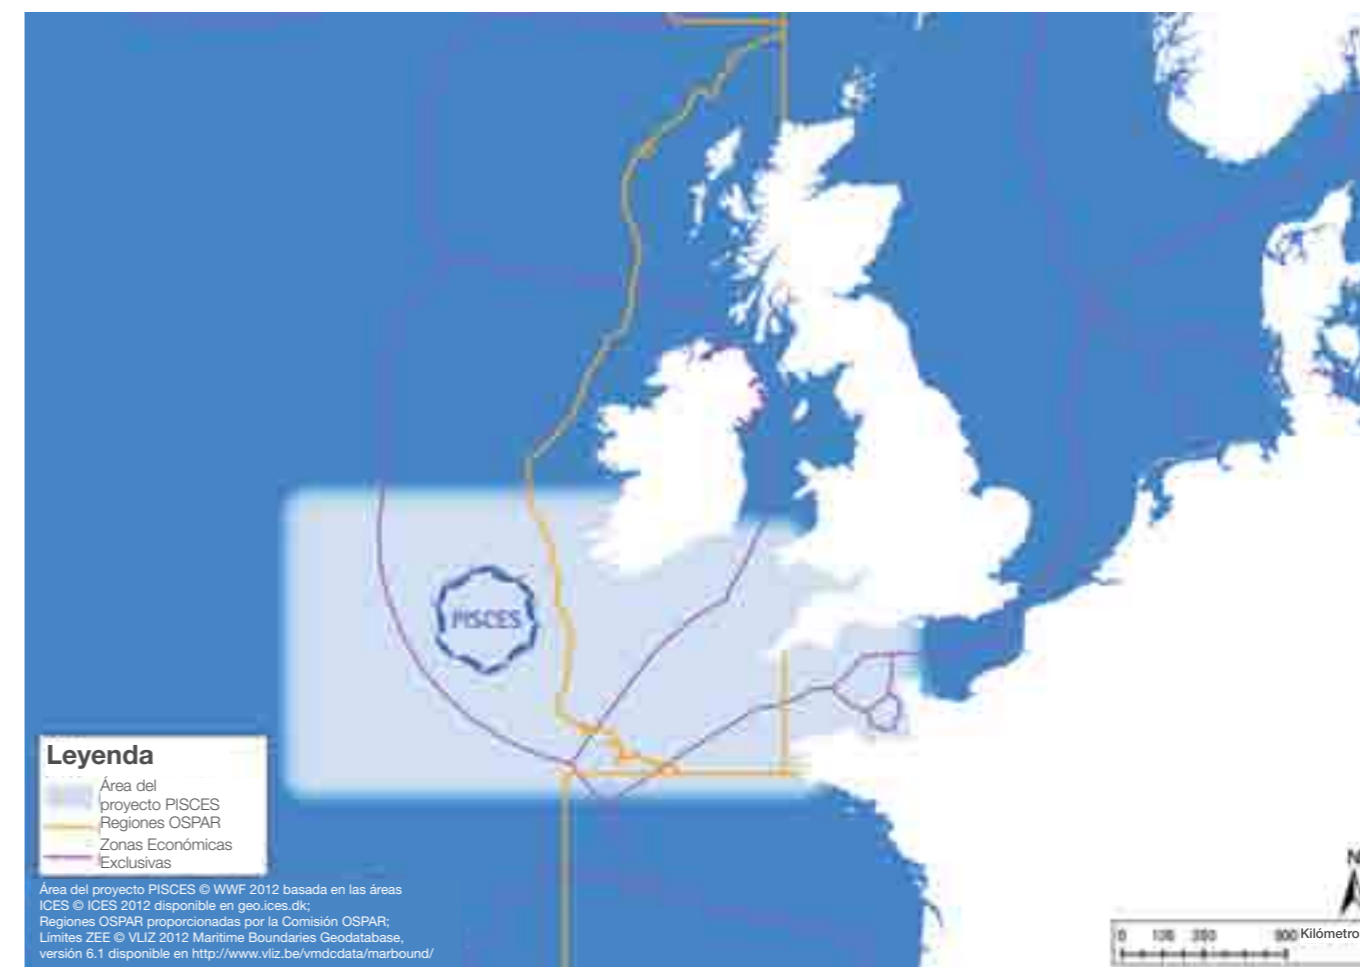 PISCES
Leyenda
Área del
proyecto PISCES
Regiones OSPAR
Zonas Económicas
Exclusivas
Área del proyecto PISCES © WWF 2012 basada en las áreas
ICES © ICES 2012 disponible en geo.ices.dk;
Regiones OSPAR proporcionadas por la Comisión OSPAR;
Límites ZEE © VLIZ 2012 Maritime Boundaries Geodatabase,
versión 6.1 disponible en http://www.vliz.be/vmdcdata/marbound/
N
0 Kilómetro